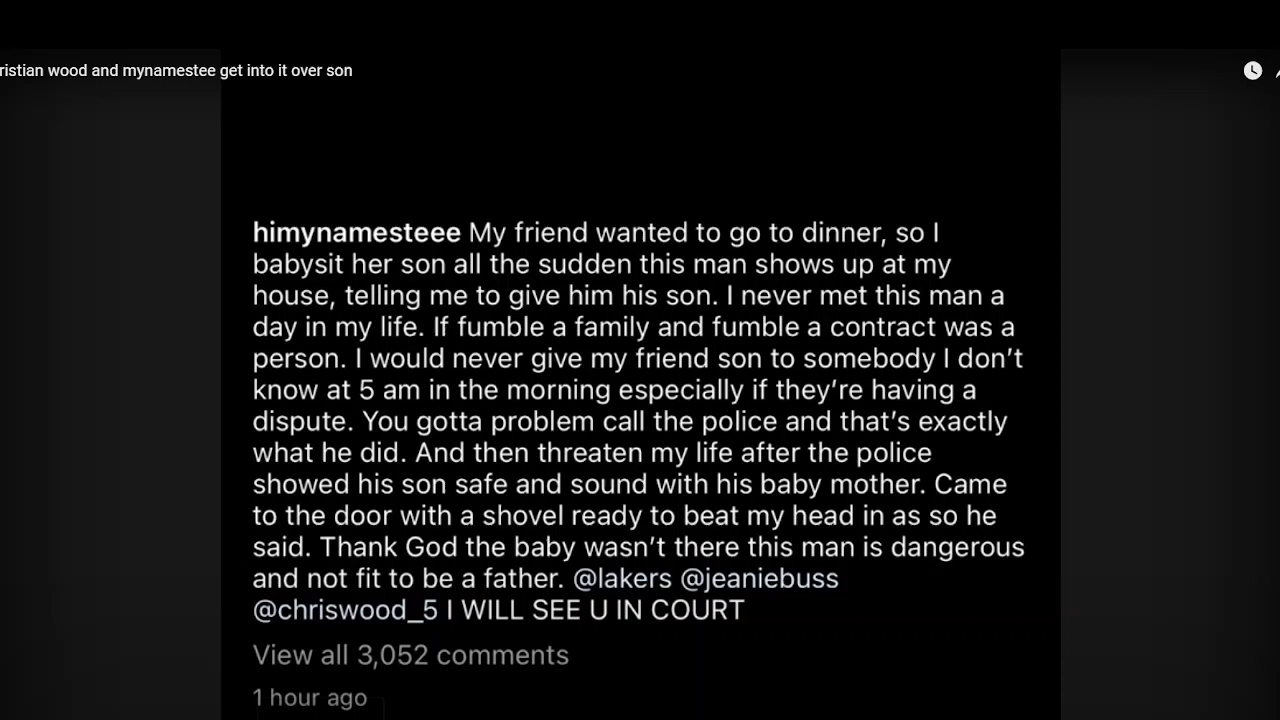 ristian wood and mynamestee get into it over son
himynamesteee My friend wanted to go to dinner, so I
babysit her son all the sudden this man shows up at my
house, telling me to give him his son. I never met this man a
day in my life. If fumble a family and fumble a contract was a
person. I would never give my friend son to somebody I don’t
know at 5 am in the morning especially if they’re having a
dispute. You gotta problem call the police and that’s exactly
what he did. And then threaten my life after the police
showed his son safe and sound with his baby mother. Came
to the door with a shovel ready to beat my head in as so he
said. Thank God the baby wasn’t there this man is dangerous
and not fit to be a father. @lakers @jeaniebuss
@chriswood_5 I WILL SEE U IN COURT
View all 3,052 comments
1 hour ago